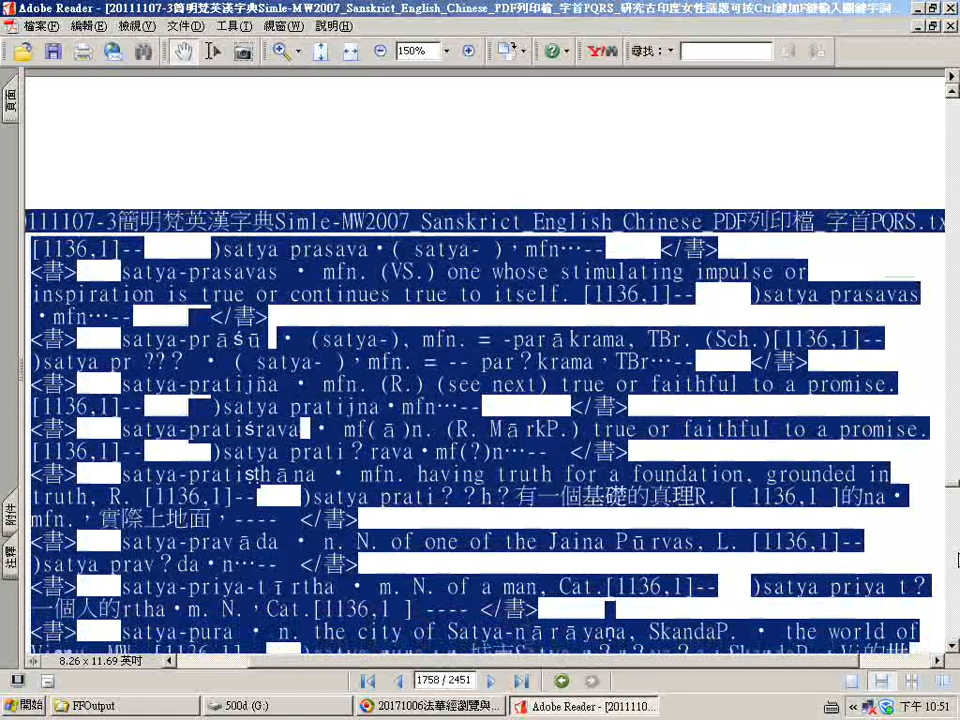 Adobe Reader - [20111107-3簡明梵英漢字典Simle-MW2007_Sanskrict_English_Chinese_PDF列印檔_字首PQRS_研究古印度女性議題可按Ctrl鍵加F鍵輸入關鍵字詞
檔案(F) 編輯(E) 檢視(V) 文件(D) 工具(T) 視窗(W) 說明(H)
150% 尋找:
頁面
111107-3簡明梵英漢字典Simle-MW2007_Sanskrict_English_Chinese_PDF列印檔_字首PQRS.tx
[1136,1]-- )satya prasava‧( satya- )，mfn…-- </書>
<書> satya-prasavas ‧ mfn. (VS.) one whose stimulating impulse or
inspiration is true or continues true to itself. [1136,1]-- )satya prasavas
‧mfn…-- </書>
<書> satya-prāśū ‧ (satya-), mfn. = -parākrama, TBr. (Sch.)[1136,1]--
)satya pr ???‧( satya- )，mfn. = -- par?krama，TBr…-- </書>
<書> satya-pratijña ‧ mfn. (R.) (see next) true or faithful to a promise.
[1136,1]-- )satya pratijna‧mfn…-- </書>
<書> satya-pratiśrava ‧ mf(ā)n. (R. MārkP.) true or faithful to a promise.
[1136,1]-- )satya prati?rava‧mf(?)n…-- </書>
<書> satya-pratiṣṭhāna ‧ mfn. having truth for a foundation, grounded in
truth, R. [1136,1]-- )satya prati??h?有一個基礎的真理R. [ 1136,1 ]的na‧
mfn.，實際上地面，---- </書>
<書> satya-pravāda ‧ n. N. of one of the Jaina Pūrvas, L. [1136,1]--
)satya prav?da‧n…-- </書>
<書> satya-priya-tīrtha ‧ m. N. of a man, Cat.[1136,1]-- )satya priya t?
一個人的rtha‧m. N.，Cat.[1136,1 ] ---- </書>
<書> satya-pura ‧ n. the city of Satya-nārāyaṇa, SkandaP. ‧ the world of
附件
注釋
8.26 x 11.69 英吋
1758 / 2451
開始 FFOutput 500d (G:) 20171006法華經瀏覽與... Adobe Reader - [2011110... 下午 10:51